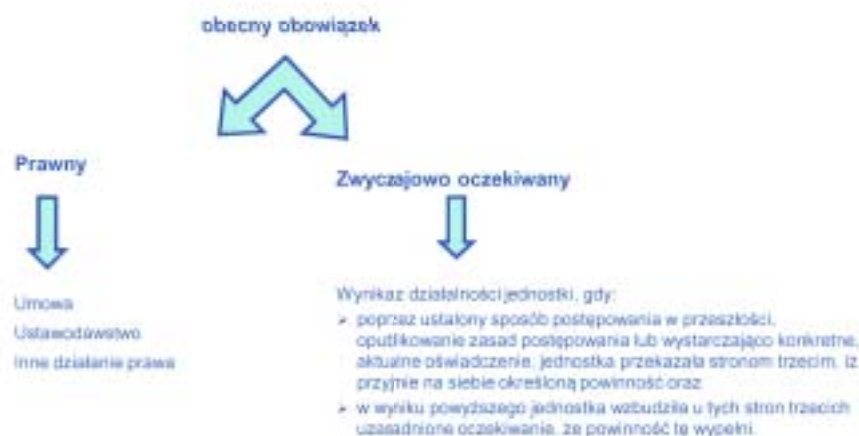 obecny obowiązek
Prawny
Zwyczajowo oczekiwany
Umowa
Ustawodawstwo
Inne działanie prawa
Wynika z działalności jednostki, gdy:
➢ poprzez ustalony sposób postępowania w przeszłości,
opublikowanie zasad postępowania lub wystarczająco konkretne,
aktualne oświadczenie, jednostka przekazała stronom trzecim, iż
przyjmie na siebie określoną powinność oraz
➢ w wyniku powyższego jednostka wzbudziła u tych stron trzecich
uzasadnione oczekiwanie, że powinność tę wypełni.